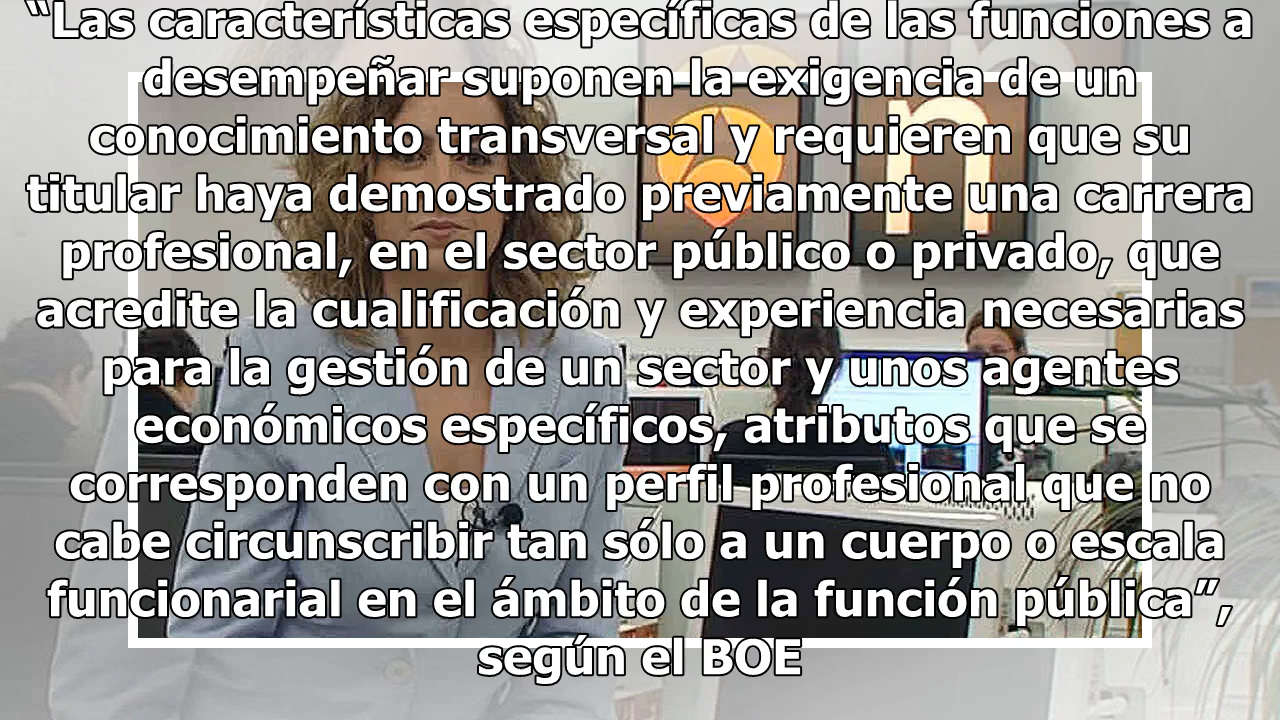 “Las características específicas de las funciones a
desempeñar suponen la exigencia de un
conocimiento transversal y requieren que su
titular haya demostrado previamente una carrera
profesional, en el sector público o privado, que
acredite la cualificación y experiencia necesarias
para la gestión de un sector y unos agentes
económicos específicos, atributos que se
corresponden con un perfil profesional que no
cabe circunscribir tan sólo a un cuerpo o escala
funcionarial en el ámbito de la función pública”,
según el BOE
n